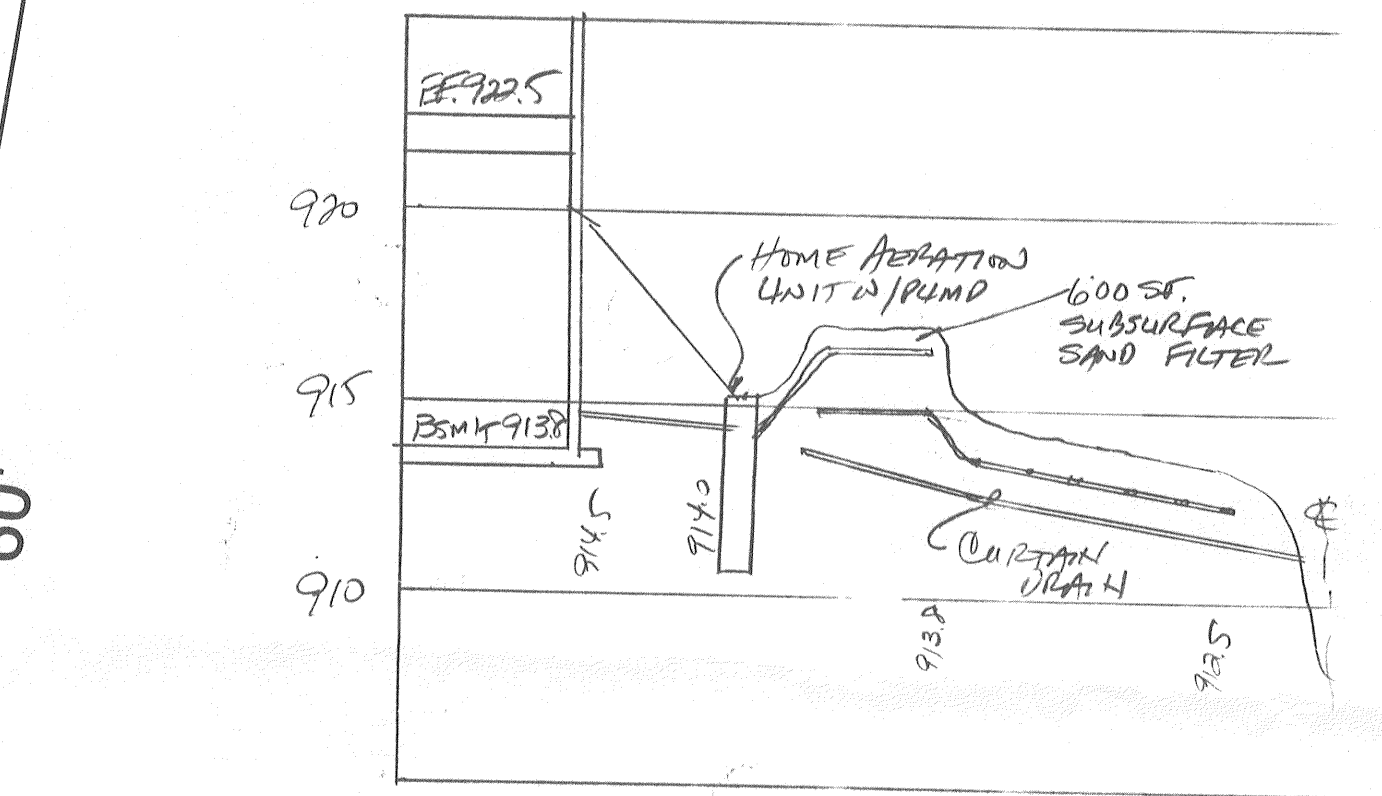 F.F. 922.5
920
HOME AERATION
UNIT W/PUMP
600 SF.
SUBSURFACE
SAND FILTER
915
BSMT 913.8
914.5
914.0
CURTAIN
DRAIN
℄
910
913.8
912.5